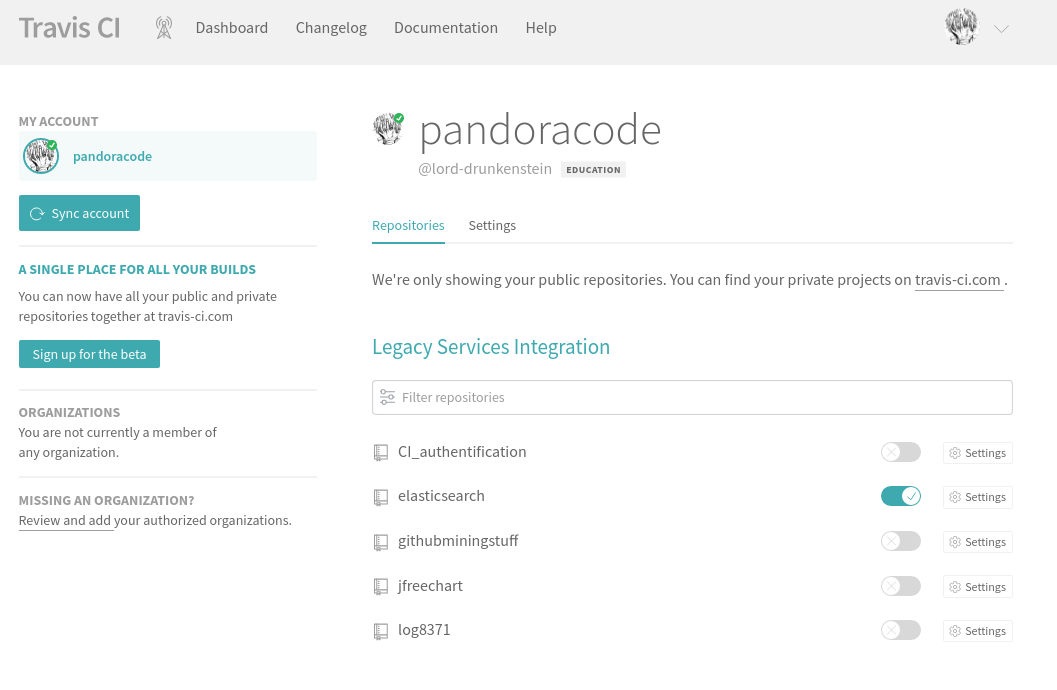 Travis CI
Dashboard
Changelog
Documentation
Help
MY ACCOUNT
pandoracode
Sync account
A SINGLE PLACE FOR ALL YOUR BUILDS
You can now have all your public and private
repositories together at travis-ci.com
Sign up for the beta
ORGANIZATIONS
You are not currently a member of
any organization.
MISSING AN ORGANIZATION?
Review and add your authorized organizations.
pandoracode
@lord-drunkenstein EDUCATION
Repositories Settings
We're only showing your public repositories. You can find your private projects on travis-ci.com .
Legacy Services Integration
Filter repositories
CI_authentification Settings
elasticsearch Settings
githubminingstuff Settings
jfreechart Settings
log8371 Settings